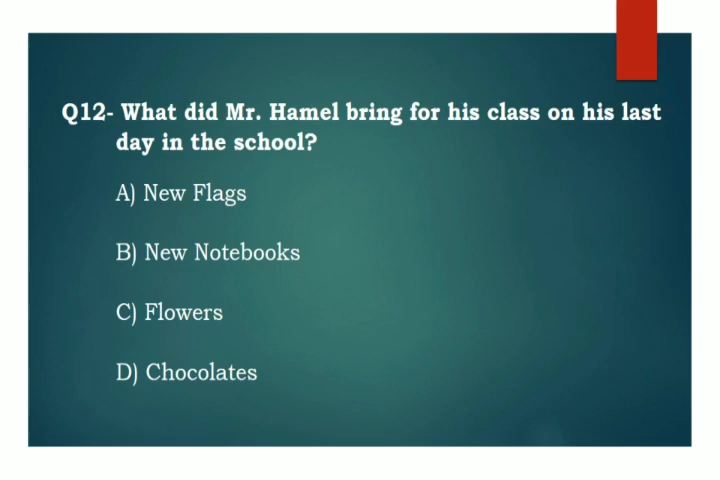 Q12- What did Mr. Hamel bring for his class on his last
day in the school?
A) New Flags
B) New Notebooks
C) Flowers
D) Chocolates